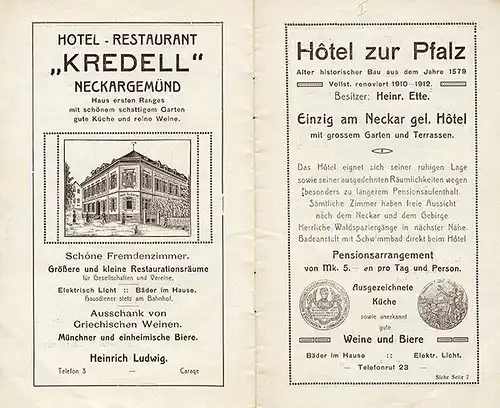 HOTEL - RESTAURANT
„KREDELL"
NECKARGEMÜND
Haus ersten Ranges
mit schönem schattigem Garten
gute Küche und reine Weine.
Schöne Fremdenzimmer.
Größere und kleine Restaurationsräume
für Gesellschaften und Vereine.
Elektrisch Licht :: Bäder im Hause.
Hausdiener stets am Bahnhof.
Ausschank von
Griechischen Weinen.
Münchner und einheimische Biere.
Heinrich Ludwig.
Telefon 3 — Garage
I
Hôtel zur Pfalz
Alter historischer Bau aus dem Jahre 1579
Vollst. renoviert 1910-1912.
Besitzer: Heinr. Ette.
Einzig am Neckar gel. Hôtel
mit grossem Garten und Terrassen.
Das Hôtel eignet sich seiner ruhigen Lage
sowie seiner ausgedehnten Räumlichkeiten wegen
besonders zu längerem Pensionsaufenthalt.
Sämtliche Zimmer haben freie Aussicht
nach dem Neckar und dem Gebirge
Herrliche Waldspaziergänge in nächster Nähe.
Badeanstalt mit Schwimmbad direkt beim Hôtel
Pensionsarrangement
von Mk. 5.— an pro Tag und Person.
Ausgezeichnete
Küche
sowie anerkannt
gute
Weine und Biere
Bäder im Hause :: Elektr. Licht.
— Telefonruf 23 —
Siehe Seite 7